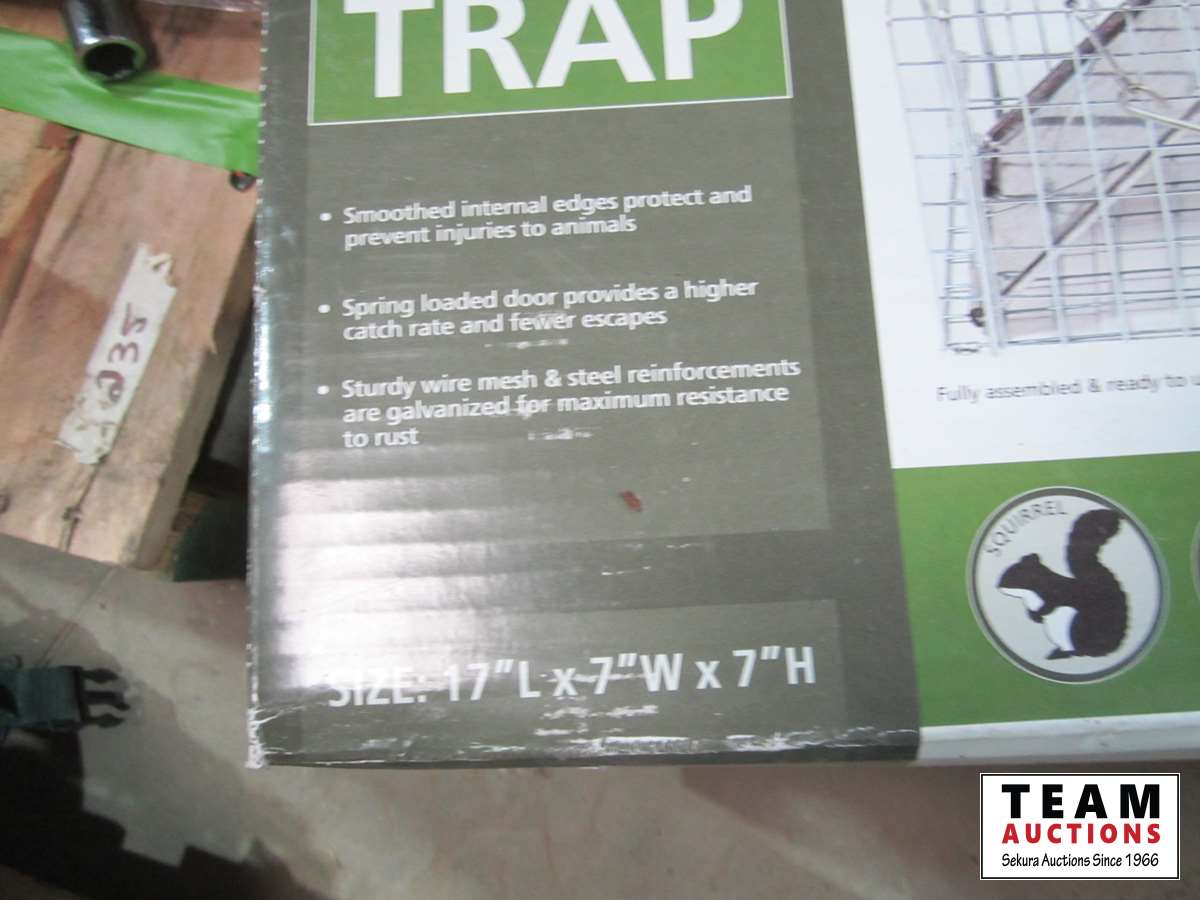 TRAP
• Smoothed internal edges protect and
prevent injuries to animals
• Spring loaded door provides a higher
catch rate and fewer escapes
• Sturdy wire mesh & steel reinforcements
are galvanized for maximum resistance
to rust
SIZE: 17"L x 7"W x 7"H
Fully assembled & ready to
SQUIRREL
235
TEAM
AUCTIONS
Sekura Auctions Since 1966